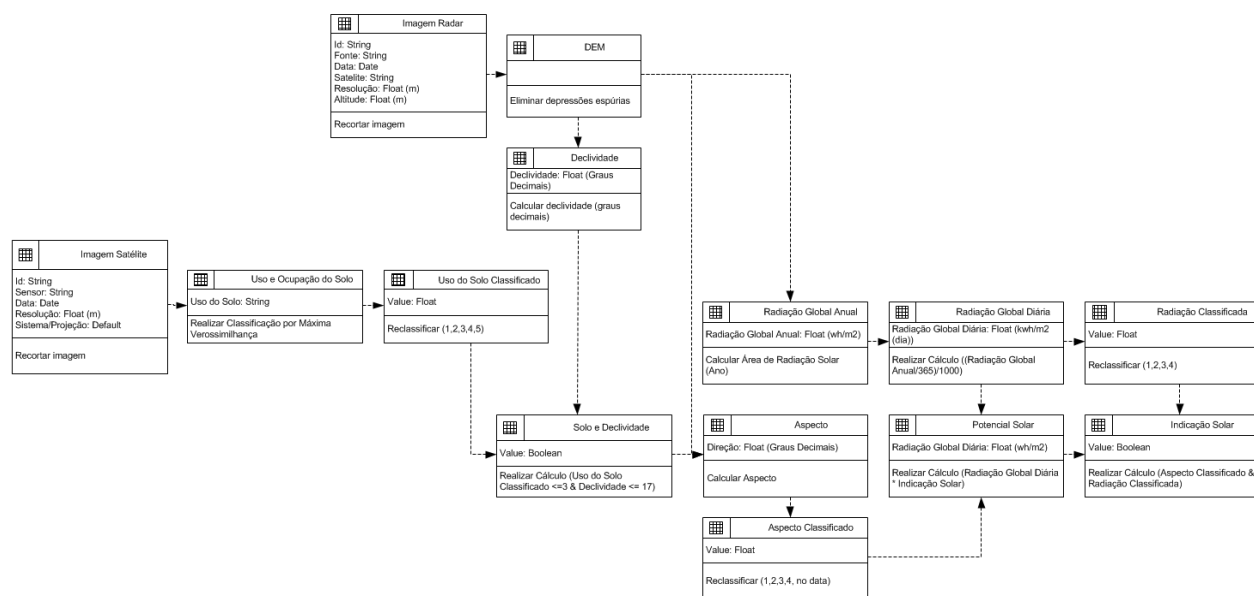 Imagem Radar
Id: String
Fonte: String
Data: Date
Satelite: String
Resolução: Float (m)
Altitude: Float (m)
Recortar imagem
DEM
Eliminar depressões espúrias
Declividade
Declividade: Float (Graus
Decimais)
Calcular declividade (graus
decimais)
Imagem Satélite
Id: String
Sensor: String
Data: Date
Resolução: Float (m)
Sistema/Projeção: Default
Recortar imagem
Uso e Ocupação do Solo
Uso do Solo: String
Realizar Classificação por Máxima
Verossimilhança
Uso do Solo Classificado
Value: Float
Reclassificar (1,2,3,4,5)
Solo e Declividade
Value: Boolean
Realizar Cálculo (Uso do Solo
Classificado <=3 & Declividade <= 17)
Radiação Global Anual
Radiação Global Anual: Float (wh/m2)
Calcular Área de Radiação Solar
(Ano)
Radiação Global Diária
Radiação Global Diária: Float (kwh/m2
(dia))
Realizar Cálculo ((Radiação Global
Anual/365)/1000)
Radiação Classificada
Value: Float
Reclassificar (1,2,3,4)
Aspecto
Direção: Float (Graus Decimais)
Calcular Aspecto
Potencial Solar
Radiação Global Diária: Float (wh/m2)
Realizar Cálculo (Radiação Global Diária
* Indicação Solar)
Indicação Solar
Value: Boolean
Realizar Cálculo (Aspecto Classificado &
Radiação Classificada)
Aspecto Classificado
Value: Float
Reclassificar (1,2,3,4, no data)